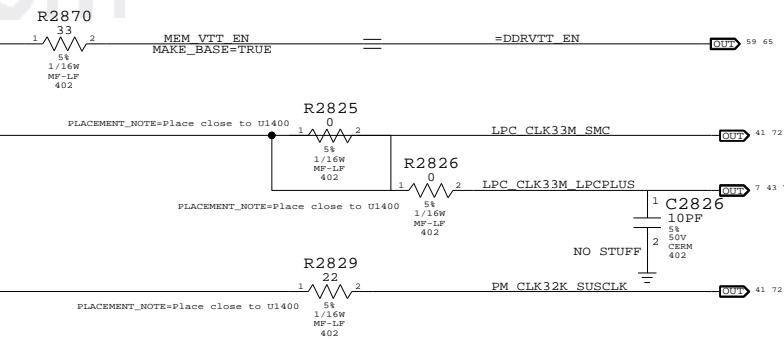 R2870
33
1 2
MEM_VTT_EN
MAKE_BASE=TRUE
=DDRVTT_EN
OUT 59 65
5%
1/16W
MF-LF
402
R2825
PLACEMENT_NOTE=Place close to U1400
0
1 2
LPC_CLK33M_SMC
OUT 41 72
5%
1/16W
MF-LF
402
R2826
0
1 2
LPC_CLK33M_LPCPLUS
OUT 7 43
PLACEMENT_NOTE=Place close to U1400
5%
1/16W
MF-LF
402
1
C2826
10PF
5%
50V
CERM
402
2
NO STUFF
R2829
22
1 2
PM_CLK32K_SUSCLK
OUT 41 72
PLACEMENT_NOTE=Place close to U1400
5%
1/16W
MF-LF
402